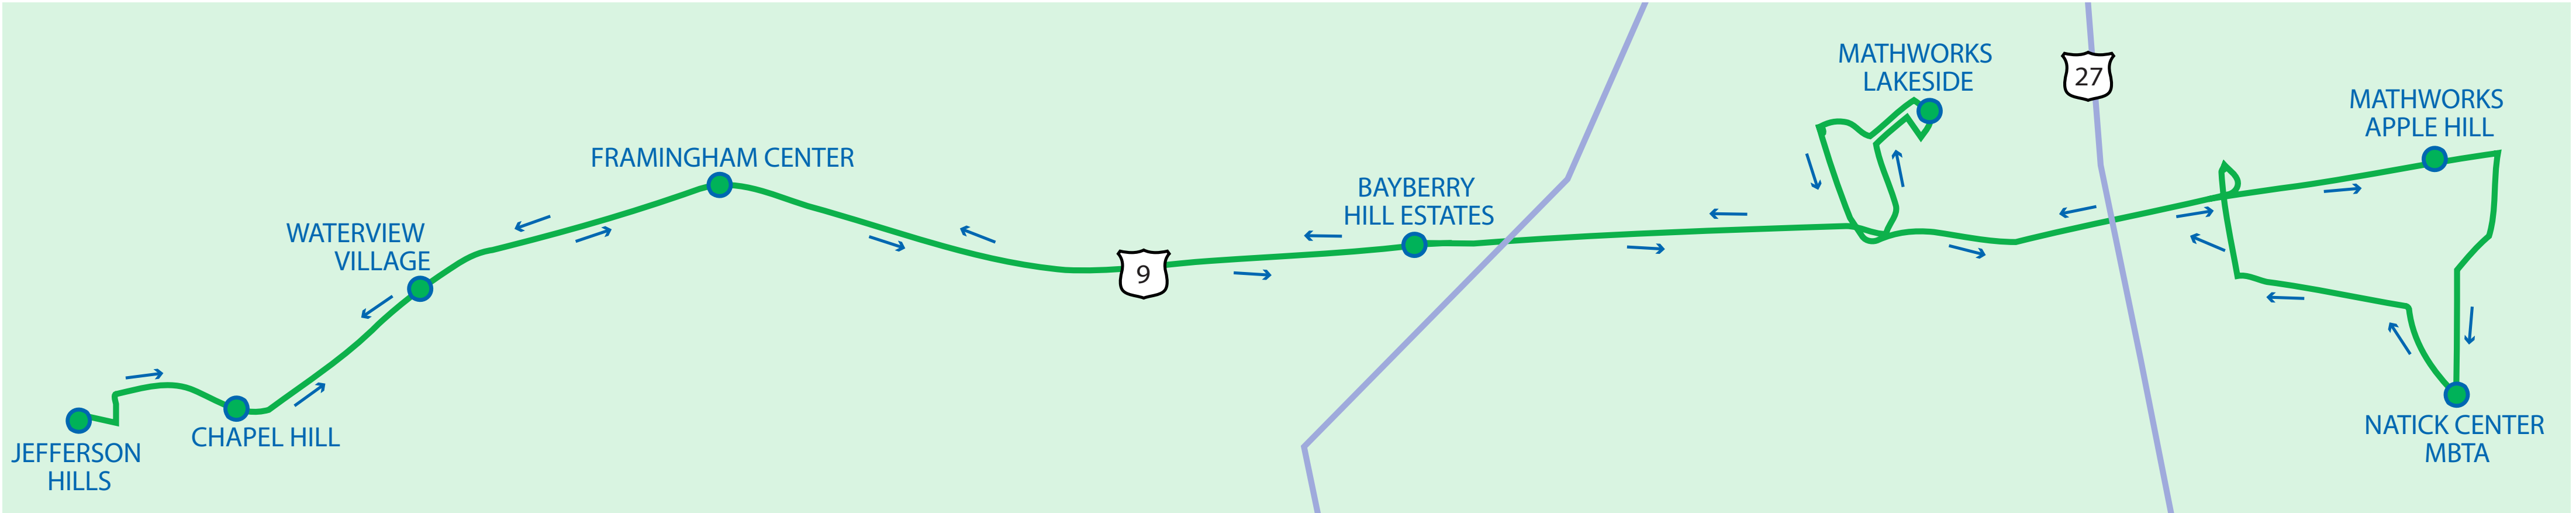 MATHWORKS
LAKESIDE
27
MATHWORKS
APPLE HILL
FRAMINGHAM CENTER
BAYBERRY
HILL ESTATES
WATERVIEW
VILLAGE
9
JEFFERSON
HILLS
CHAPEL HILL
NATICK CENTER
MBTA